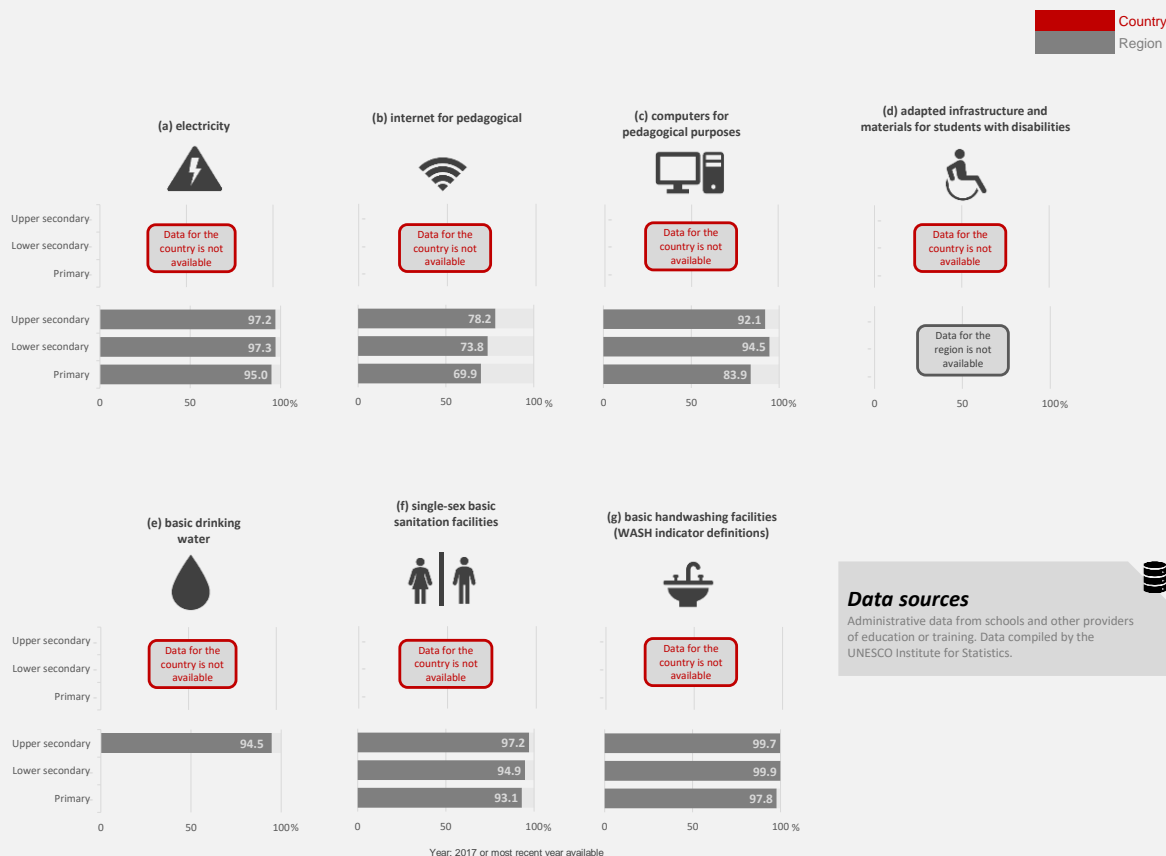 Country
Region
(a) electricity
(b) internet for pedagogical
(c) computers for
pedagogical purposes
(d) adapted infrastructure and
materials for students with disabilities
Upper secondary
Lower secondary
Primary
Data for the
country is not
available
Data for the
country is not
available
Data for the
country is not
available
Data for the
country is not
available
Upper secondary
Lower secondary
Primary
97.2
97.3
95.0
78.2
73.8
69.9
92.1
94.5
83.9
Data for the
region is not
available
0 50 100%
0 50 100 %
0 50 100 %
0 50 100%
(e) basic drinking
water
(f) single-sex basic
sanitation facilities
(g) basic handwashing facilities
(WASH indicator definitions)
Upper secondary
Lower secondary
Primary
Data for the
country is not
available
Data for the
country is not
available
Data for the
country is not
available
Upper secondary
Lower secondary
Primary
94.5
97.2
94.9
93.1
99.7
99.9
97.8
0 50 100%
0 50 100 %
0 50 100 %
Data sources
Administrative data from schools and other providers
of education or training. Data compiled by the
UNESCO Institute for Statistics.
Year: 2017 or most recent year available